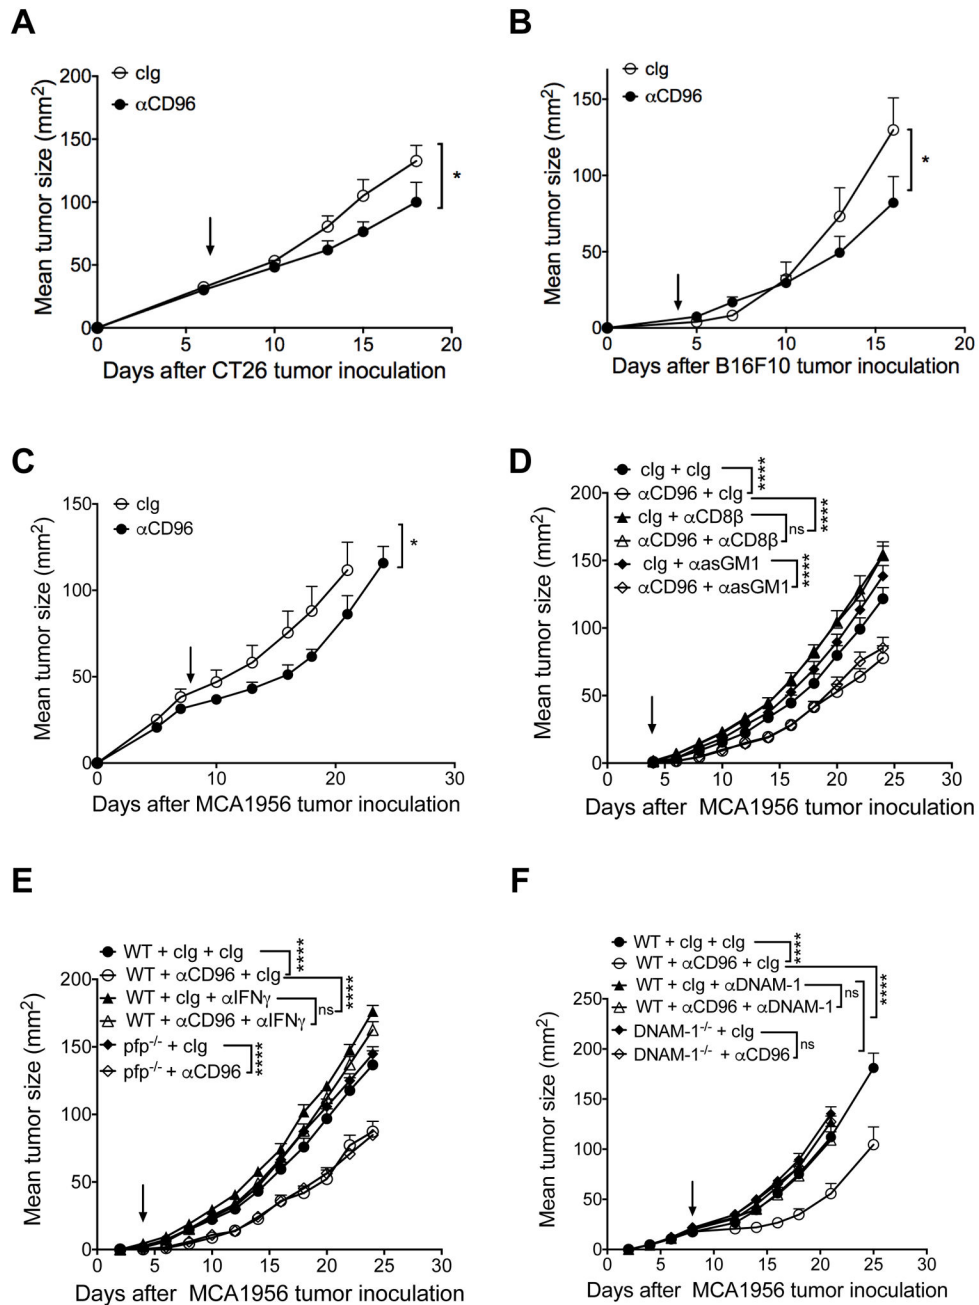 A
cIg
αCD96
Mean tumor size (mm²)
200
150
100
50
0
*
0 5 10 15 20
Days after CT26 tumor inoculation
B
cIg
αCD96
Mean tumor size (mm²)
150
100
50
0
*
0 5 10 15 20
Days after B16F10 tumor inoculation
C
cIg
αCD96
Mean tumor size (mm²)
150
100
50
0
*
0 10 20 30
Days after MCA1956 tumor inoculation
D
cIg + cIg
αCD96 + cIg
cIg + αCD8β
αCD96 + αCD8β
cIg + αasGM1
αCD96 + αasGM1
****
****
ns
****
Mean tumor size (mm²)
200
150
100
50
0
0 5 10 15 20 25
Days after MCA1956 tumor inoculation
E
WT + cIg + cIg
WT + αCD96 + cIg
WT + cIg + αIFNγ
WT + αCD96 + αIFNγ
pfp⁻/⁻ + cIg
pfp⁻/⁻ + αCD96
****
****
ns
****
Mean tumor size (mm²)
200
150
100
50
0
0 5 10 15 20 25
Days after MCA1956 tumor inoculation
F
WT + cIg + cIg
WT + αCD96 + cIg
WT + cIg + αDNAM-1
WT + αCD96 + αDNAM-1
DNAM-1⁻/⁻ + cIg
DNAM-1⁻/⁻ + αCD96
****
****
ns
ns
Mean tumor size (mm²)
250
200
150
100
50
0
0 5 10 15 20 25 30
Days after MCA1956 tumor inoculation